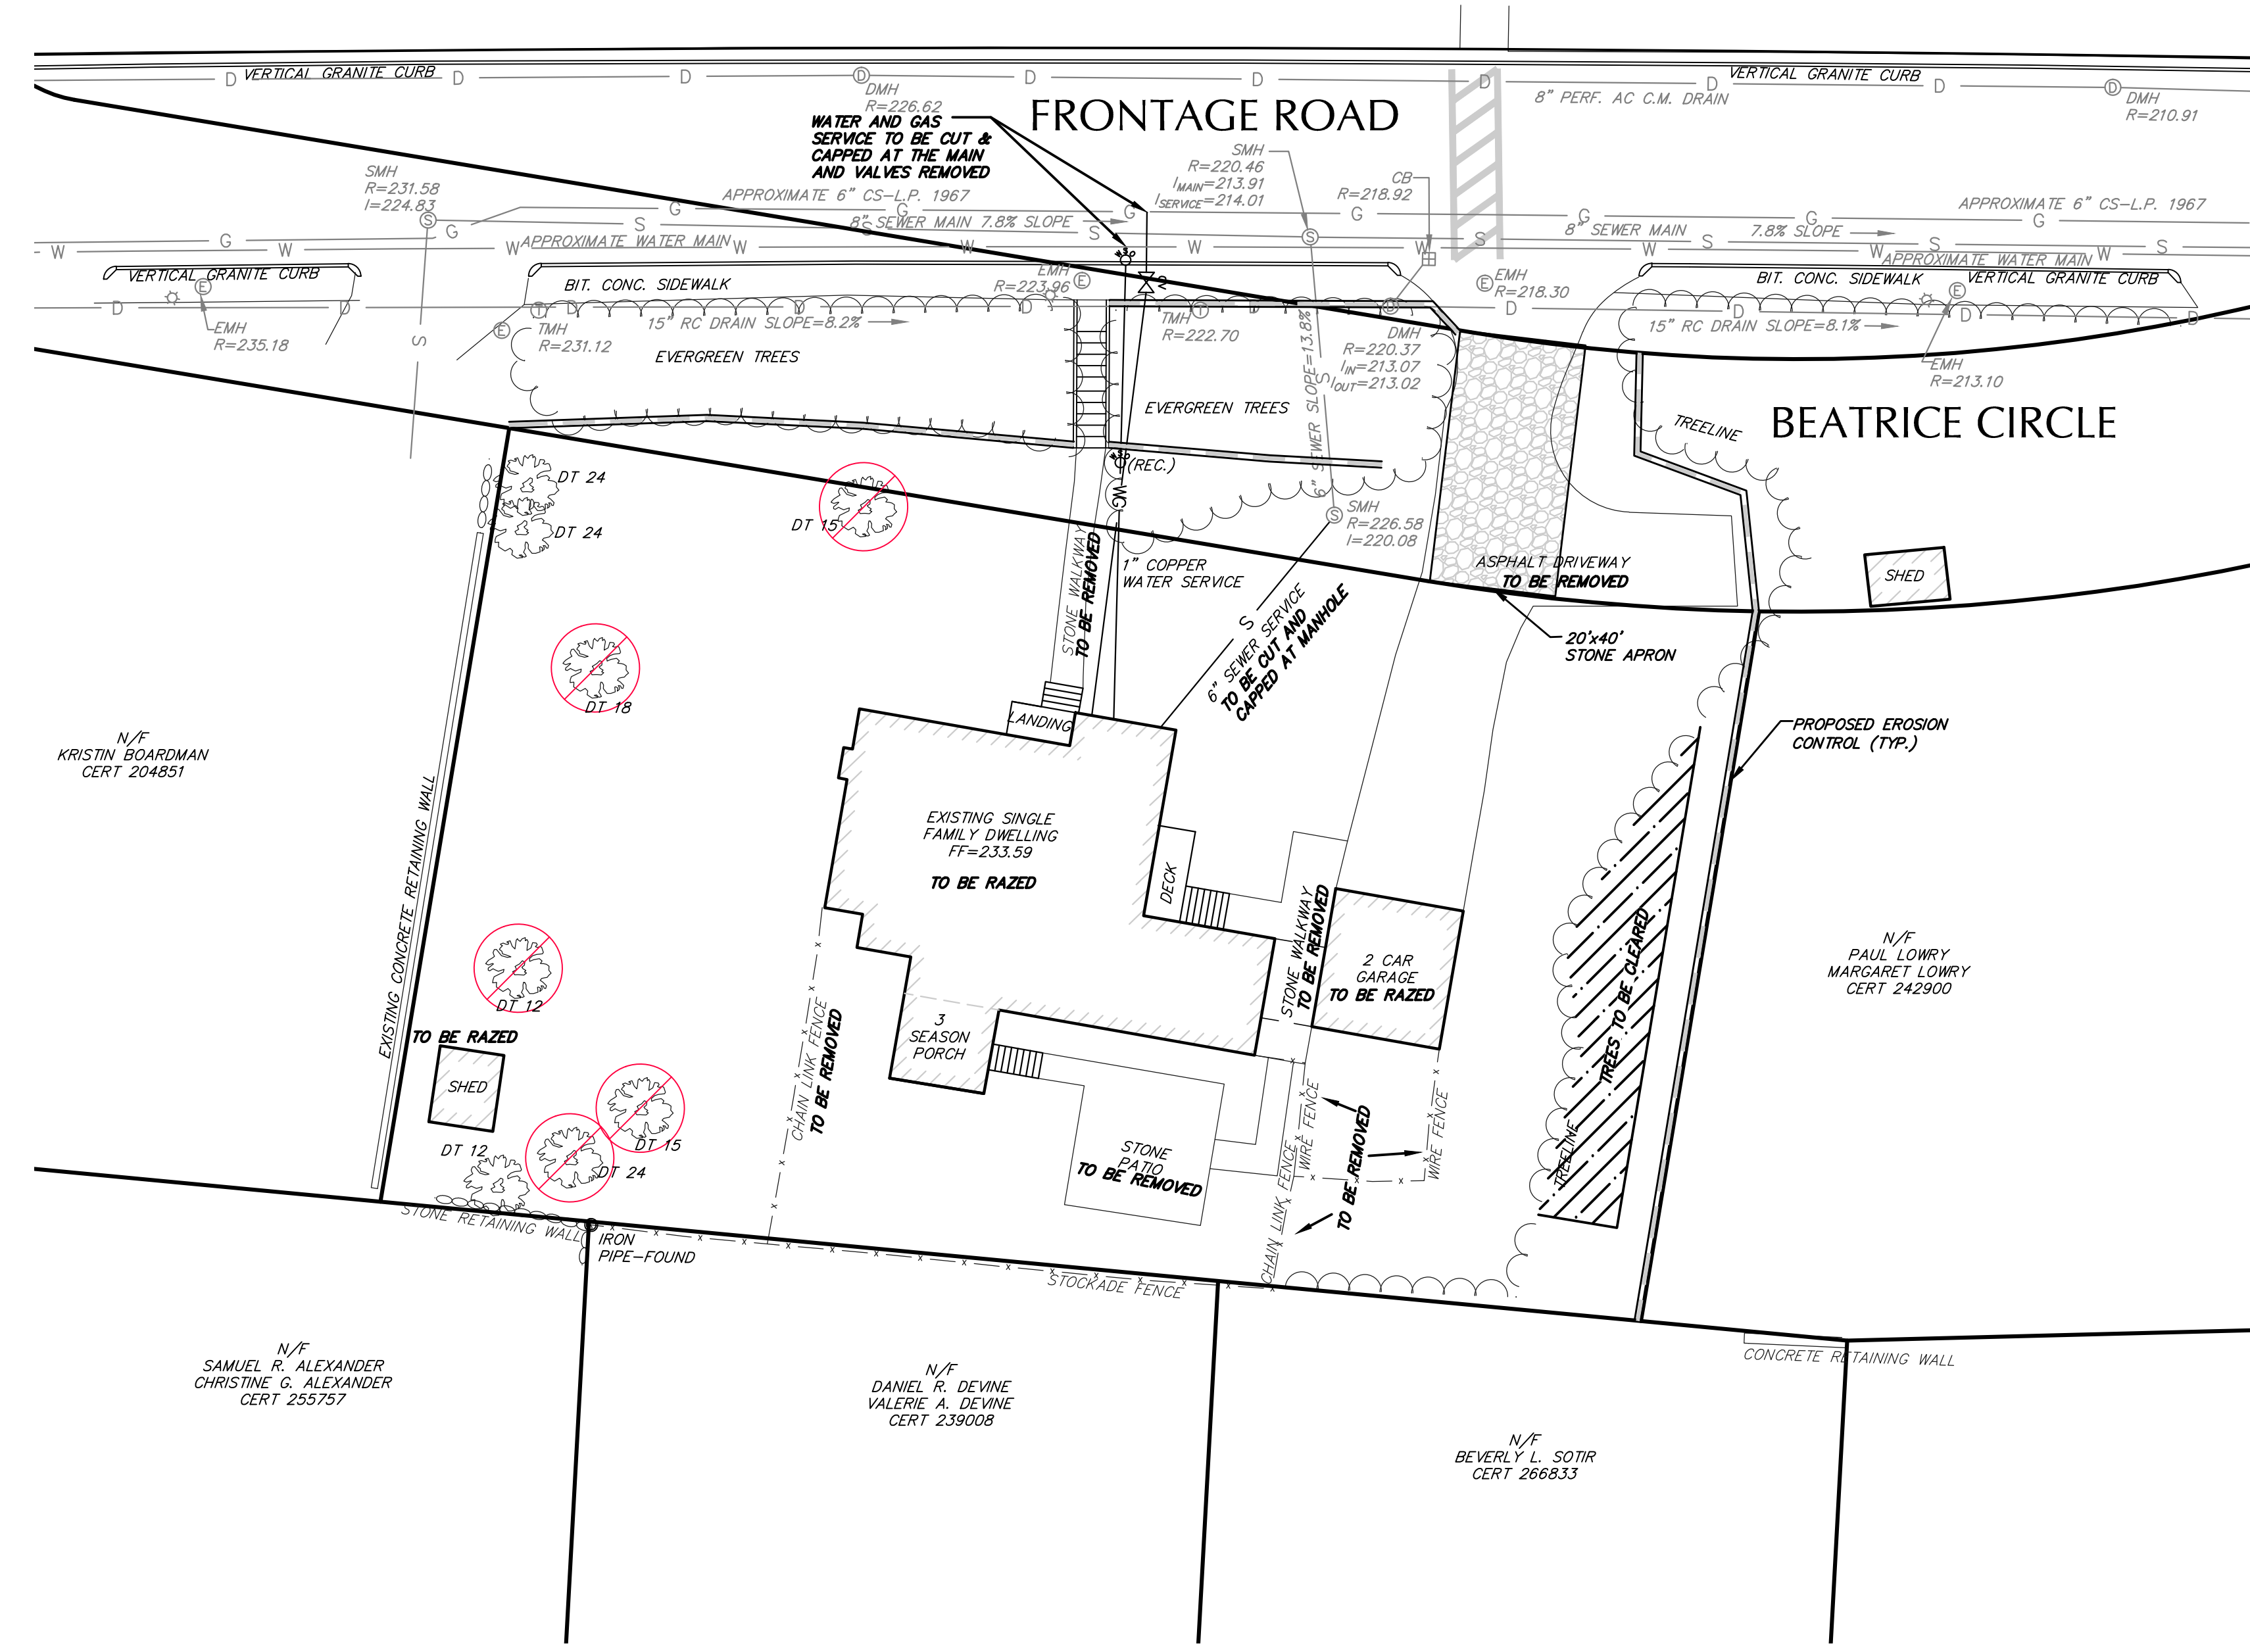 VERTICAL GRANITE CURB
VERTICAL GRANITE CURB
D
D
D
D
D
D
D
D
D
D
D
DMH
R=226.62
8" PERF. AC C.M. DRAIN
DMH
R=210.91
FRONTAGE ROAD
WATER AND GAS
SERVICE TO BE CUT &
CAPPED AT THE MAIN
AND VALVES REMOVED
SMH
R=231.58
I=224.83
SMH
R=220.46
IMAIN=213.91
ISERVICE=214.01
CB
R=218.92
APPROXIMATE 6" CS-L.P. 1967
APPROXIMATE 6" CS-L.P. 1967
G
G
G
G
G
G
G
G
G
8" SEWER MAIN 7.8% SLOPE
8" SEWER MAIN
7.8% SLOPE
S
S
S
S
S
S
S
S
S
S
APPROXIMATE WATER MAIN
APPROXIMATE WATER MAIN
W
W
W
W
W
W
W
W
W
W
VERTICAL GRANITE CURB
BIT. CONC. SIDEWALK
EMH
R=223.96
E
E
EMH
R=218.30
BIT. CONC. SIDEWALK
VERTICAL GRANITE CURB
E
E
D
D
D
D
D
D
D
D
D
D
EMH
R=235.18
S
E
T
TMH
R=231.12
15" RC DRAIN SLOPE=8.2%
TMH
T
R=222.70
DMH
R=220.37
IIN=213.07
IOUT=213.02
15" RC DRAIN SLOPE=8.1%
EMH
R=213.10
EVERGREEN TREES
EVERGREEN TREES
6" SEWER SLOPE=13.8%
S
TREELINE
BEATRICE CIRCLE
WSO
GV
WSO
(REC.)
WG
DT 24
DT 24
DT 15
S
SMH
R=226.58
I=220.08
STONE WALKWAY
TO BE REMOVED
1" COPPER
WATER SERVICE
ASPHALT DRIVEWAY
TO BE REMOVED
SHED
S
6" SEWER SERVICE
TO BE CUT AND
CAPPED AT MANHOLE
20'x40'
STONE APRON
DT 18
LANDING
N/F
KRISTIN BOARDMAN
CERT 204851
PROPOSED EROSION
CONTROL (TYP.)
EXISTING CONCRETE RETAINING WALL
EXISTING SINGLE
FAMILY DWELLING
FF=233.59
TO BE RAZED
DECK
STONE WALKWAY
TO BE REMOVED
2 CAR
GARAGE
TO BE RAZED
TREES TO BE CLEARED
N/F
PAUL LOWRY
MARGARET LOWRY
CERT 242900
DT 12
TO BE RAZED
SHED
CHAIN LINK FENCE
TO BE REMOVED
3
SEASON
PORCH
DT 15
DT 12
DT 24
STONE
PATIO
TO BE REMOVED
WIRE FENCE
CHAIN LINK FENCE
TO BE REMOVED
WIRE FENCE
TREELINE
STONE RETAINING WALL
IRON
PIPE-FOUND
STOCKADE FENCE
CONCRETE RETAINING WALL
N/F
SAMUEL R. ALEXANDER
CHRISTINE G. ALEXANDER
CERT 255757
N/F
DANIEL R. DEVINE
VALERIE A. DEVINE
CERT 239008
N/F
BEVERLY L. SOTIR
CERT 266833